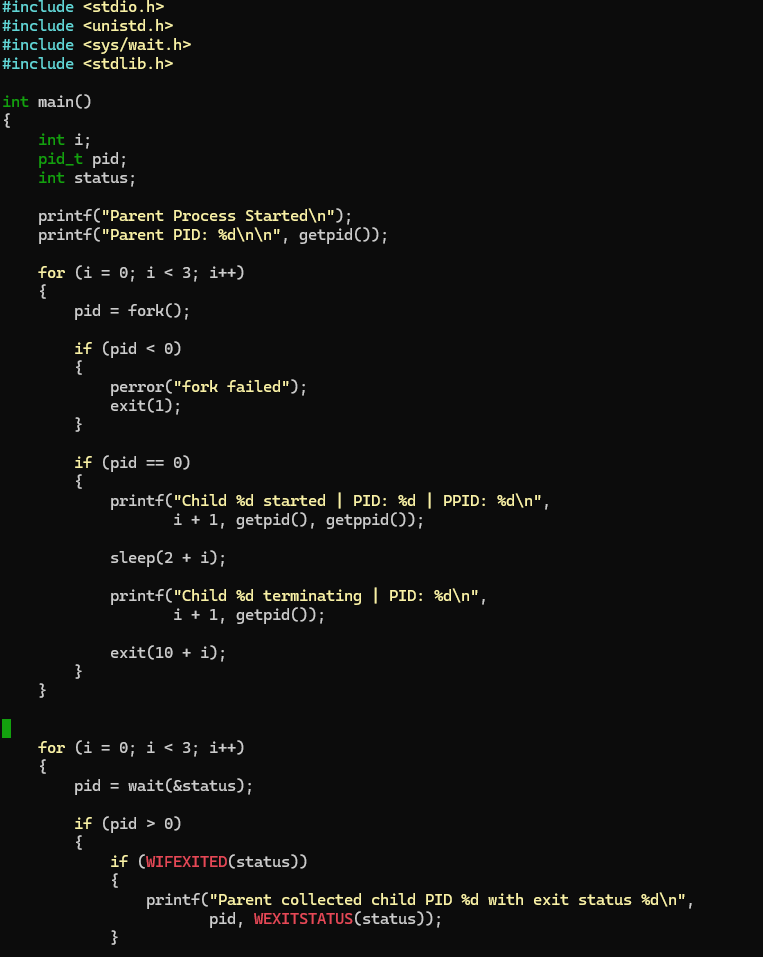 #include <stdio.h>
#include <unistd.h>
#include <sys/wait.h>
#include <stdlib.h>

int main()
{
    int i;
    pid_t pid;
    int status;

    printf("Parent Process Started\n");
    printf("Parent PID: %d\n\n", getpid());

    for (i = 0; i < 3; i++)
    {
        pid = fork();

        if (pid < 0)
        {
            perror("fork failed");
            exit(1);
        }

        if (pid == 0)
        {
            printf("Child %d started | PID: %d | PPID: %d\n",
                   i + 1, getpid(), getppid());

            sleep(2 + i);

            printf("Child %d terminating | PID: %d\n",
                   i + 1, getpid());

            exit(10 + i);
        }
    }


    for (i = 0; i < 3; i++)
    {
        pid = wait(&status);

        if (pid > 0)
        {
            if (WIFEXITED(status))
            {
                printf("Parent collected child PID %d with exit status %d\n",
                       pid, WEXITSTATUS(status));
            }